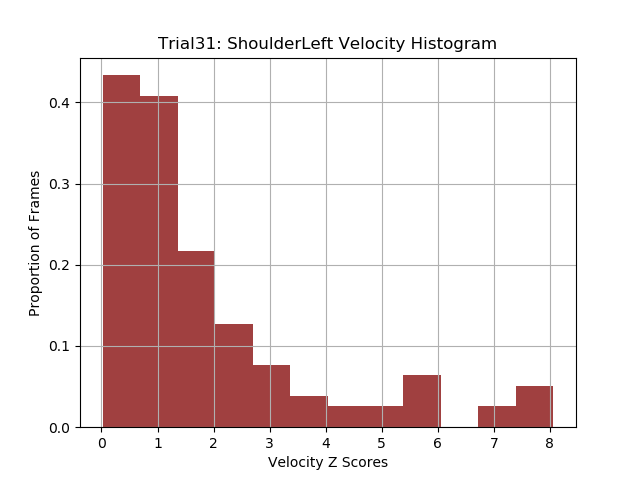 Trial31: ShoulderLeft Velocity Histogram
0.4
0.3
0.2
0.1
0.0
Proportion of Frames
0 1 2 3 4 5 6 7 8
Velocity Z Scores